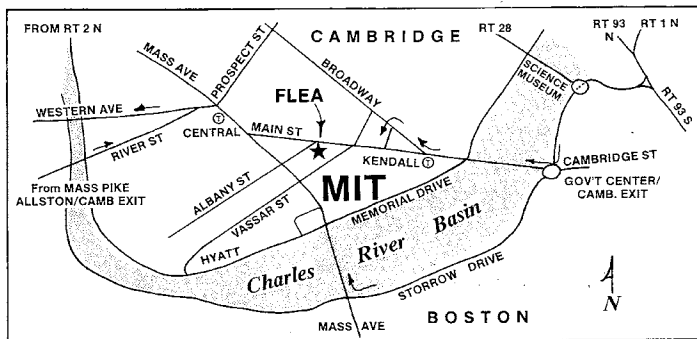 FROM RT 2 N
MASS AVE
PROSPECT ST
CAMBRIDGE
RT 28
RT 93
N
RT 1 N
BROADWAY
SCIENCE
MUSEUM
RT 93 S
FLEA
WESTERN AVE
T
CENTRAL
MAIN ST
RIVER ST
KENDALL T
CAMBRIDGE ST
From MASS PIKE
ALLSTON/CAMB EXIT
ALBANY ST
MIT
GOV'T CENTER/
CAMB. EXIT
VASSAR ST
MEMORIAL DRIVE
HYATT
Charles River Basin
STORROW DRIVE
MASS AVE
BOSTON
N